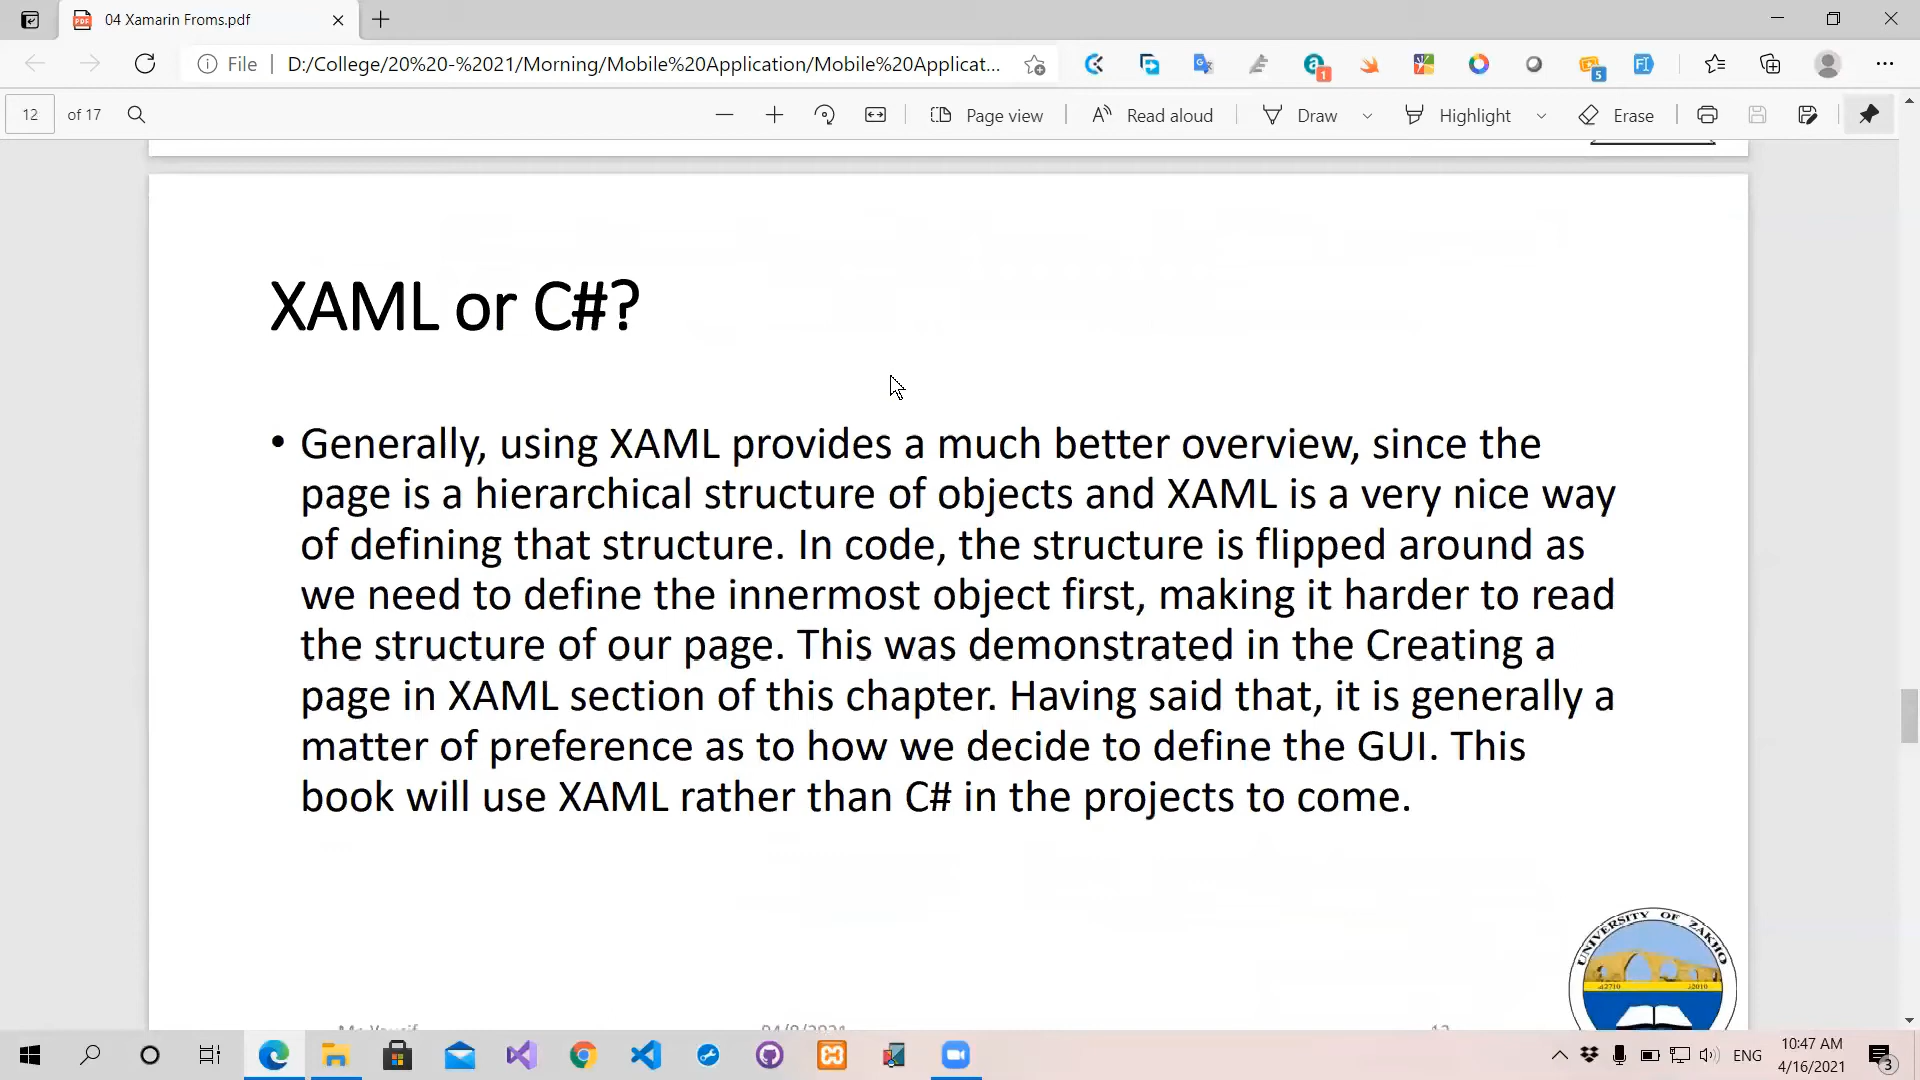 04 Xamarin Froms.pdf
File
D:/College/20%20-%2021/Morning/Mobile%20Application/Mobile%20Applicat...
1
5
12 of 17
Page view
Read aloud
Draw
Highlight
Erase
XAML or C#?
• Generally, using XAML provides a much better overview, since the
page is a hierarchical structure of objects and XAML is a very nice way
of defining that structure. In code, the structure is flipped around as
we need to define the innermost object first, making it harder to read
the structure of our page. This was demonstrated in the Creating a
page in XAML section of this chapter. Having said that, it is generally a
matter of preference as to how we decide to define the GUI. This
book will use XAML rather than C# in the projects to come.
UNIVERSITY OF ZAKHO
ENG
10:47 AM
4/16/2021
3